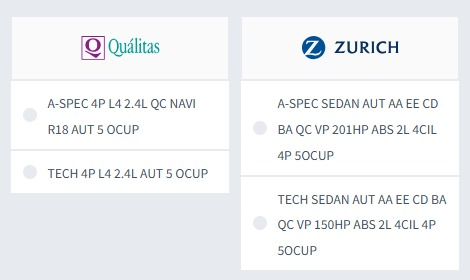 Quálitas
A-SPEC 4P L4 2.4L QC NAVI
R18 AUT 5 OCUP
TECH 4P L4 2.4L AUT 5 OCUP
ZURICH
A-SPEC SEDAN AUT AA EE CD
BA QC VP 201HP ABS 2L 4CIL
4P 5OCUP
TECH SEDAN AUT AA EE CD BA
QC VP 150HP ABS 2L 4CIL 4P
5OCUP